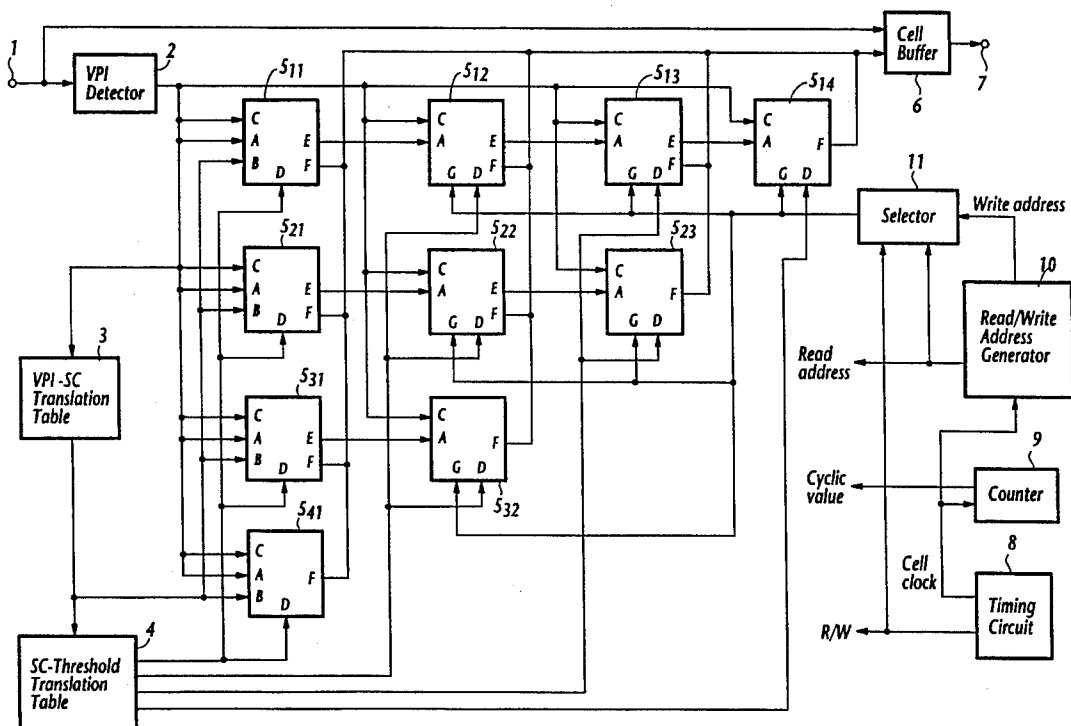 1
2
VPI
Detector
6
Cell
Buffer
7
5₁₁
C
A
B
D
E
F
5₁₂
C
A
G
D
E
F
5₁₃
C
A
G
D
E
F
5₁₄
C
A
G
D
F
11
Selector
Write address
10
Read/Write
Address
Generator
Read
address
5₂₁
C
A
B
D
E
F
5₂₂
C
A
G
D
E
F
5₂₃
C
A
G
D
F
3
VPI-SC
Translation
Table
5₃₁
C
A
B
D
E
F
C
A
G
D
F
5₃₂
9
Counter
Cyclic
value
5₄₁
C
A
B
D
F
Cell
clock
8
Timing
Circuit
R/W
4
SC-Threshold
Translation
Table